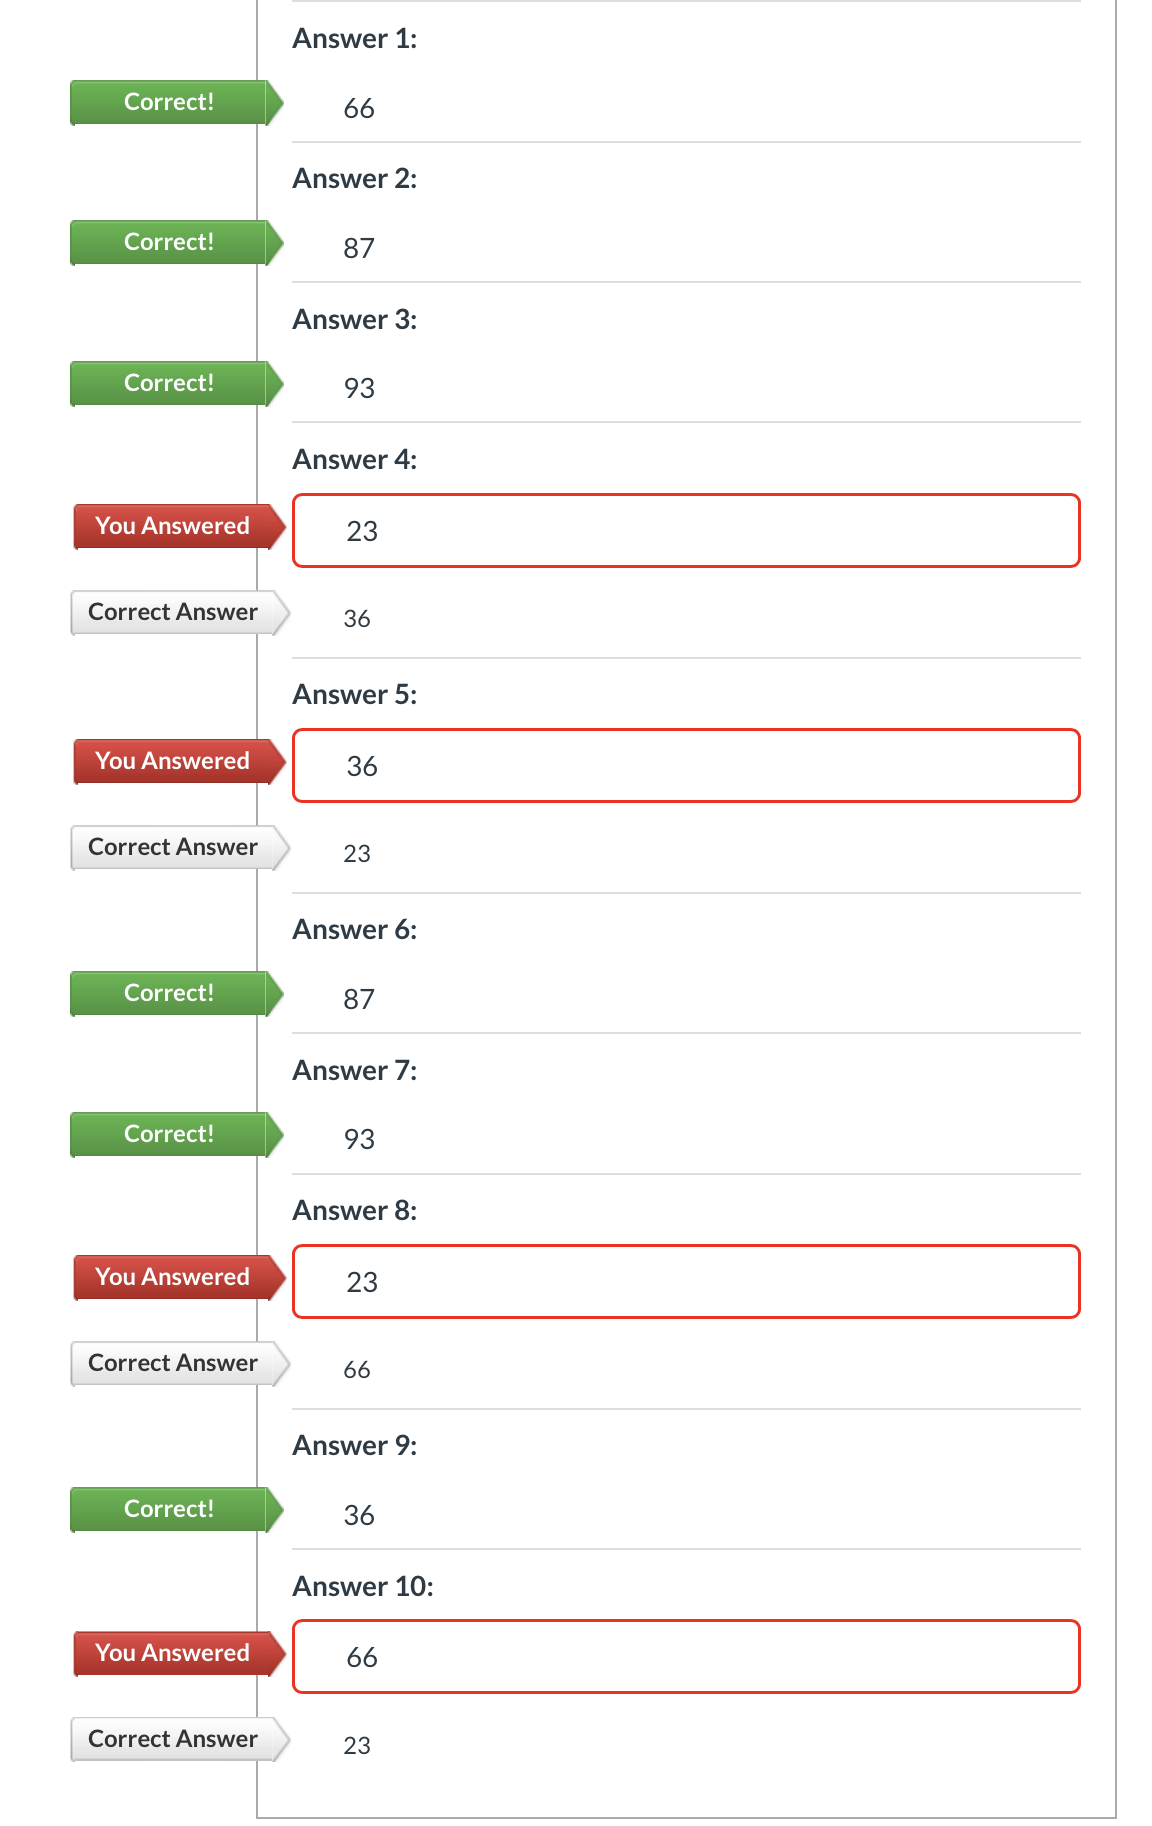 Answer 1:
Correct!
66
Answer 2:
Correct!
87
Answer 3:
Correct!
93
Answer 4:
You Answered
23
Correct Answer
36
Answer 5:
You Answered
36
Correct Answer
23
Answer 6:
Correct!
87
Answer 7:
Correct!
93
Answer 8:
You Answered
23
Correct Answer
66
Answer 9:
Correct!
36
Answer 10:
You Answered
66
Correct Answer
23